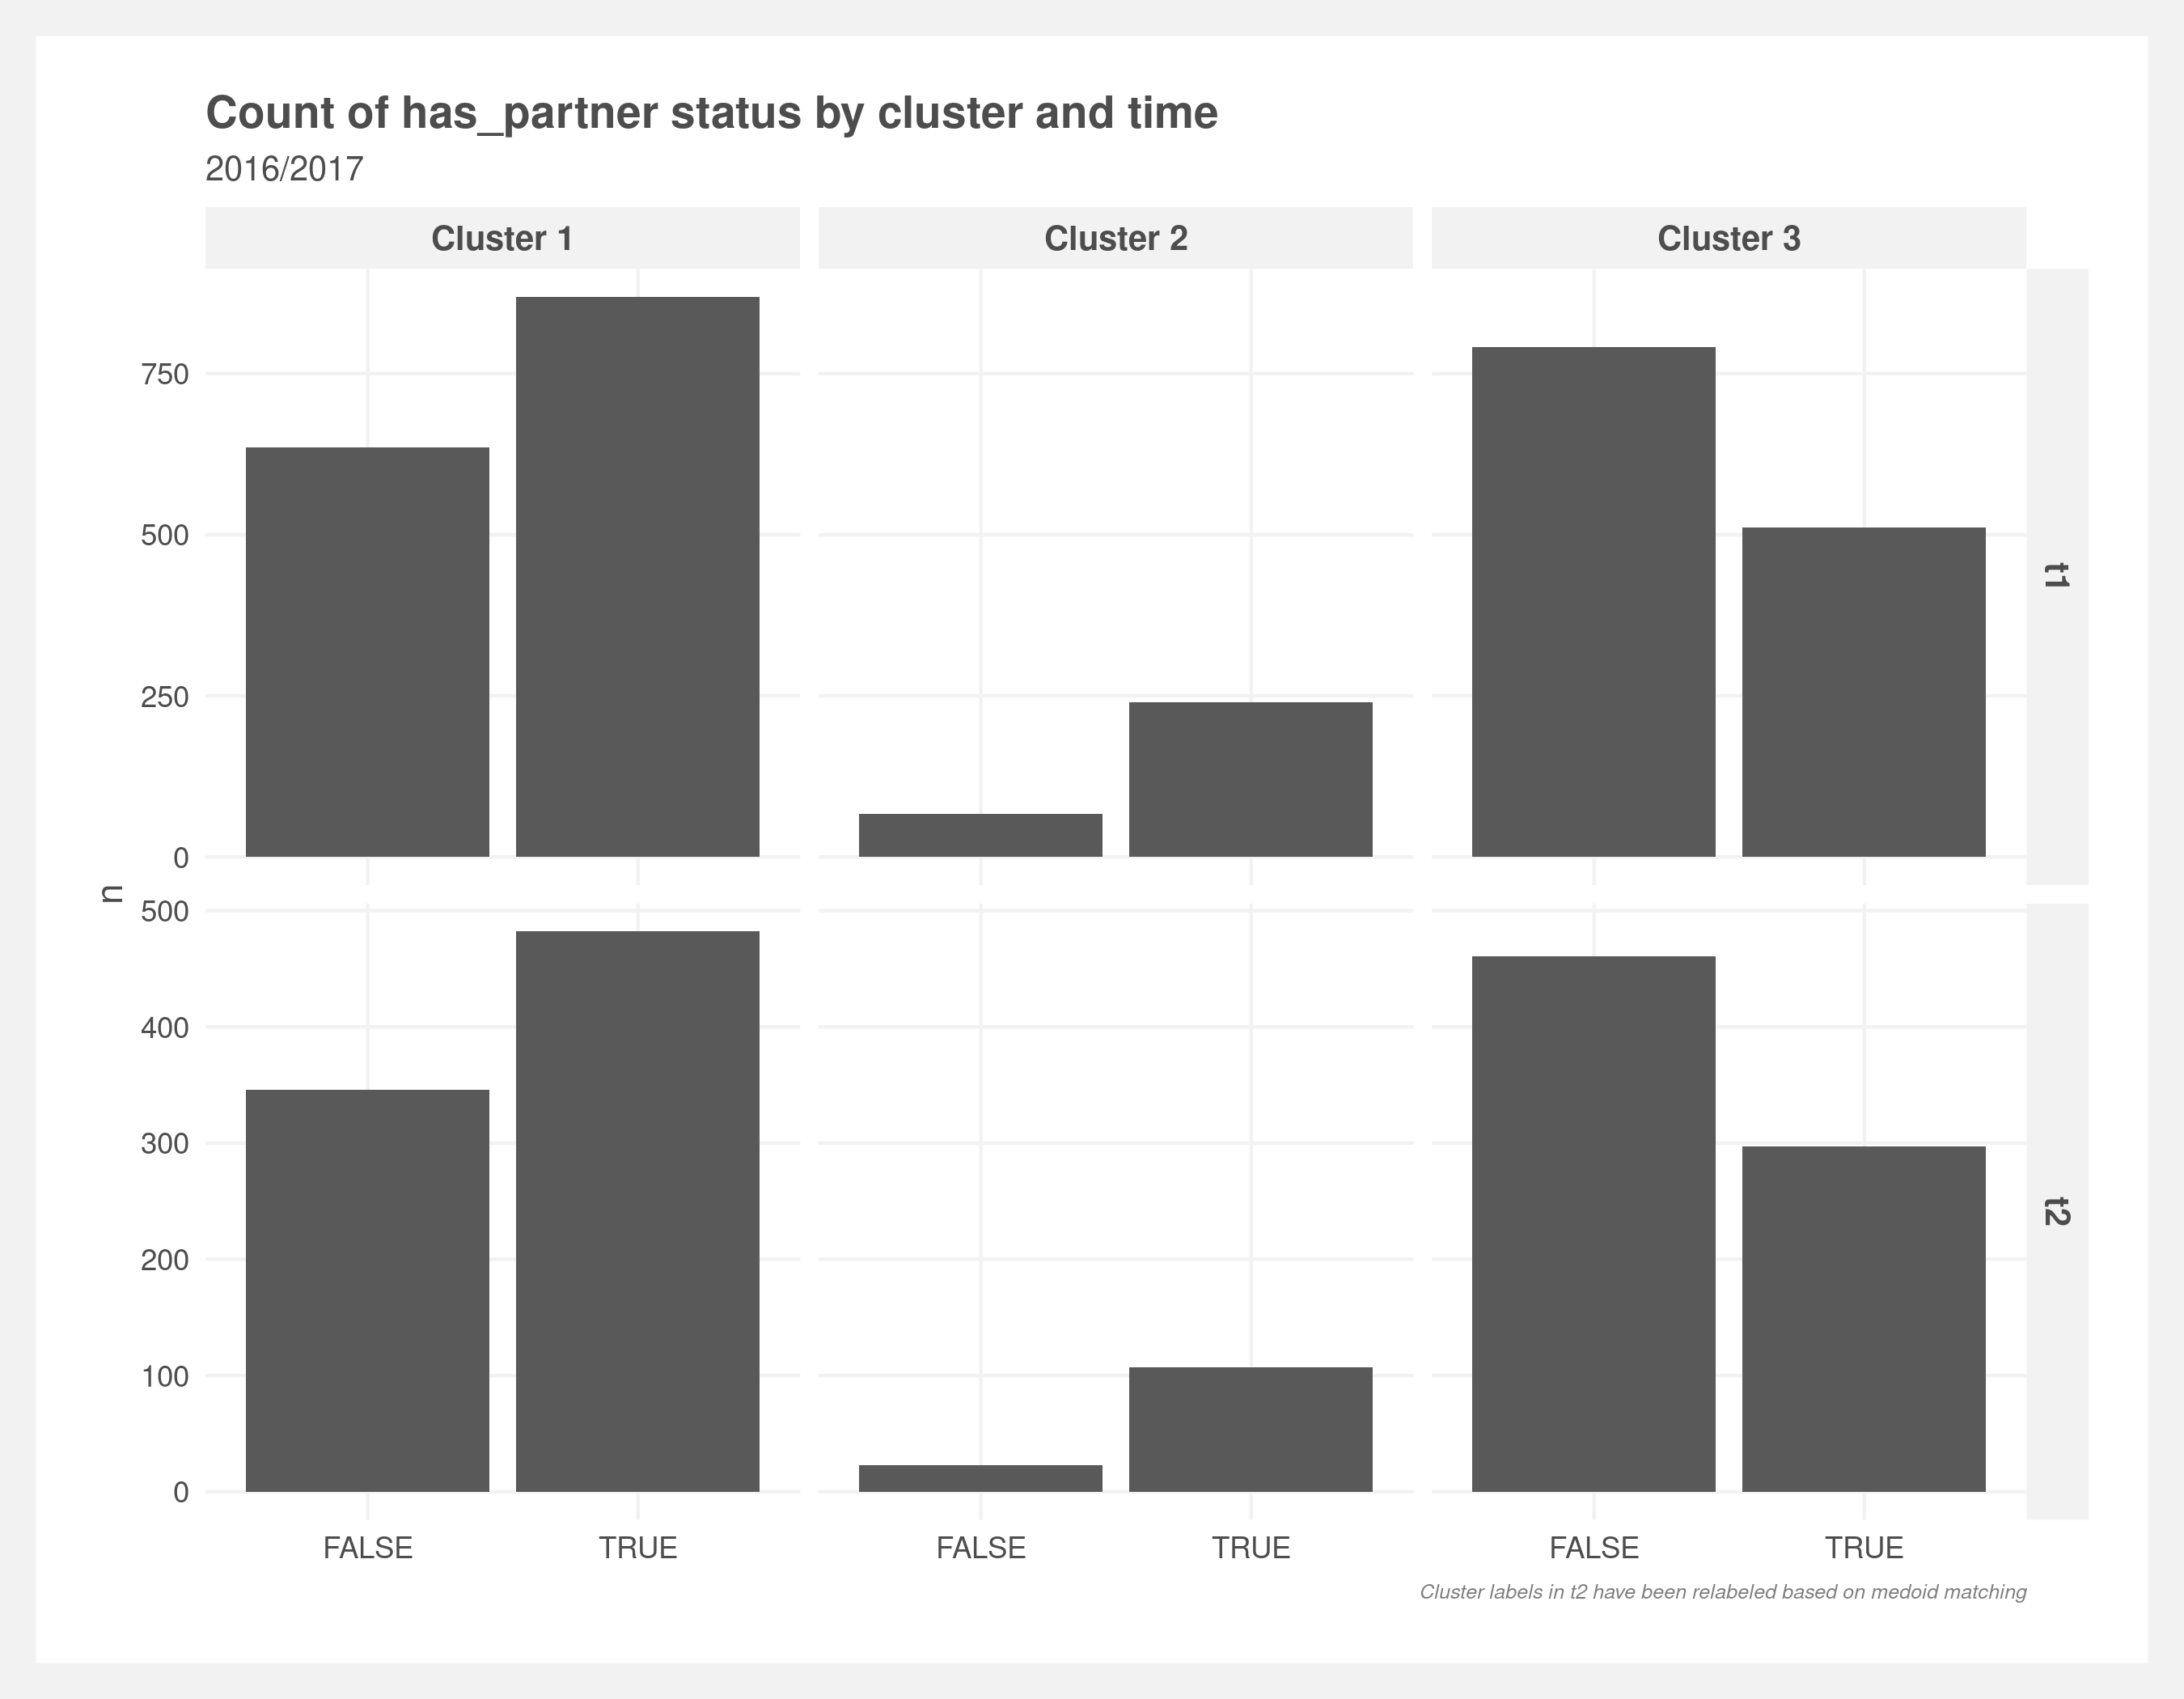 Count of has_partner status by cluster and time
2016/2017
Cluster 1
Cluster 2
Cluster 3
750
500
250
0
t1
n
500
400
300
200
100
0
t2
FALSE
TRUE
FALSE
TRUE
FALSE
TRUE
Cluster labels in t2 have been relabeled based on medoid matching